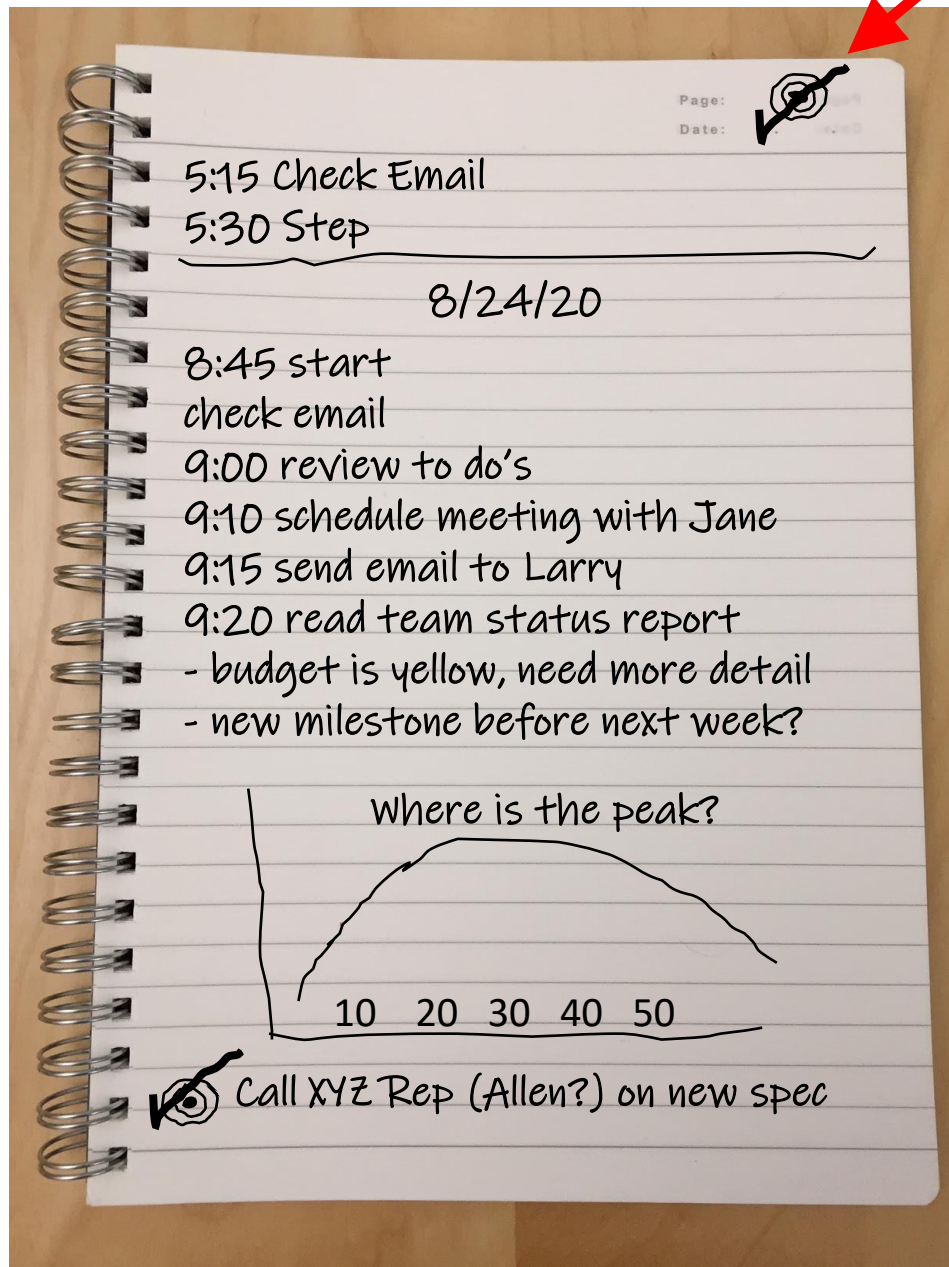 Page:
Date:
5:15 Check Email
5:30 Step
8/24/20
8:45 start
check email
9:00 review to do's
9:10 schedule meeting with Jane
9:15 send email to Larry
9:20 read team status report
- budget is yellow, need more detail
- new milestone before next week?
Where is the peak?
10 20 30 40 50
Call XYZ Rep (Allen?) on new spec